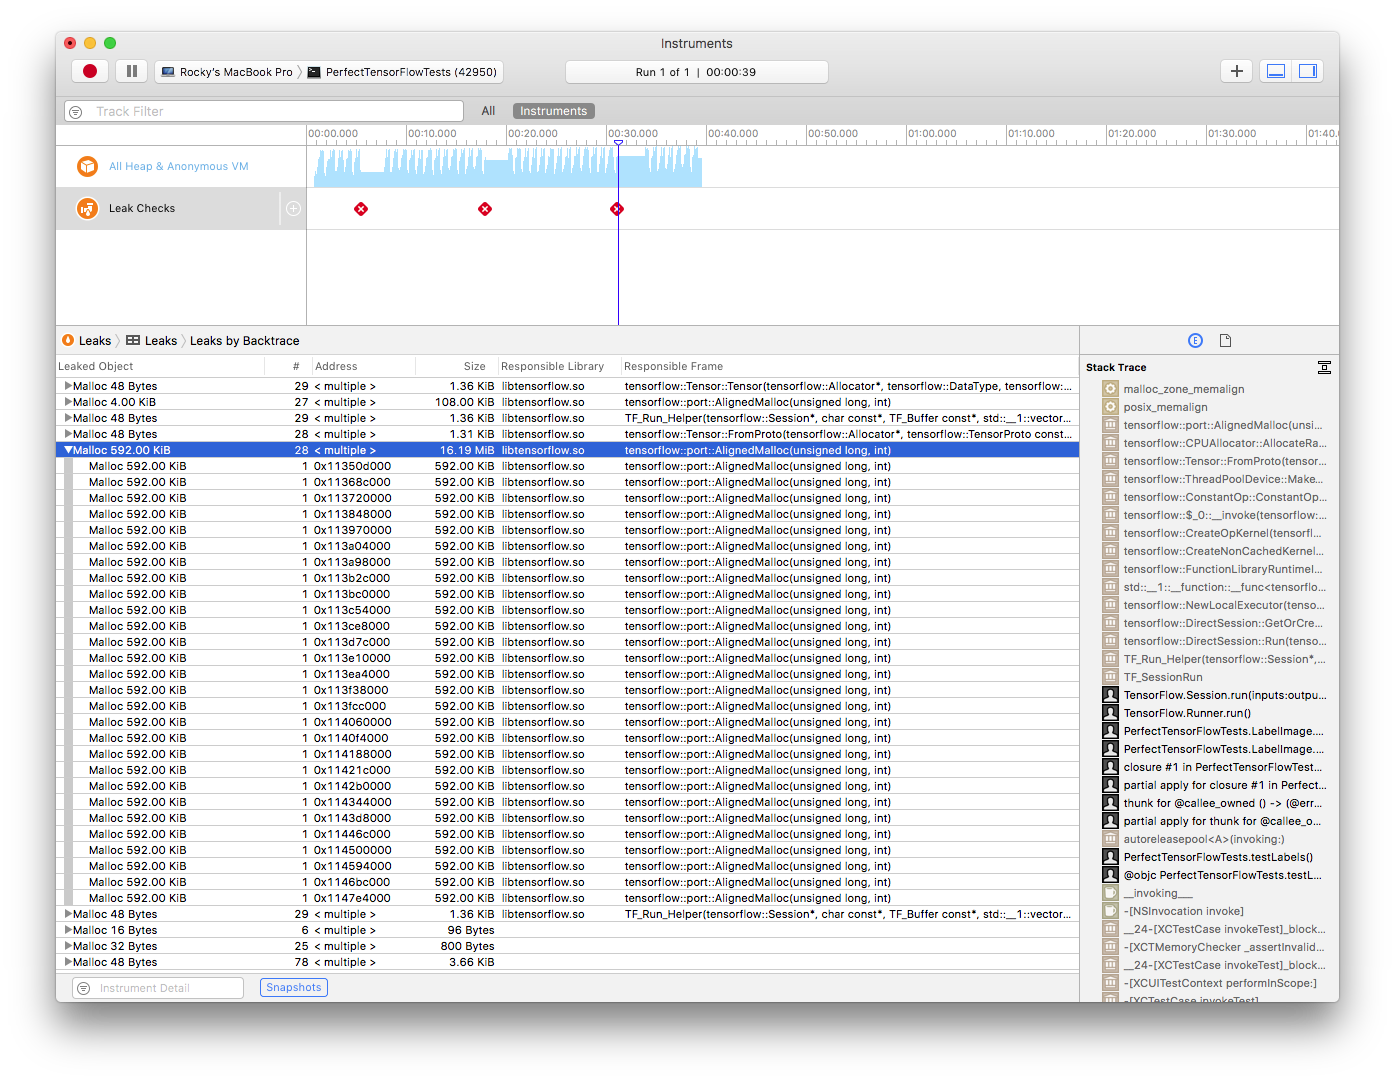 Instruments
Rocky's MacBook Pro PerfectTensorFlowTests (42950)
Run 1 of 1 | 00:00:39
Track Filter All Instruments
00:00.000 00:10.000 00:20.000 00:30.000 00:40.000 00:50.000 01:00.000 01:10.000 01:20.000 01:30.000 01:40.
All Heap & Anonymous VM
Leak Checks
Leaks Leaks Leaks by Backtrace
Leaked Object # Address Size Responsible Library Responsible Frame
Malloc 48 Bytes 29 < multiple > 1.36 KiB libtensorflow.so tensorflow::Tensor::Tensor(tensorflow::Allocator*, tensorflow::DataType, tensorflow:...
Malloc 4.00 KiB 27 < multiple > 108.00 KiB libtensorflow.so tensorflow::port::AlignedMalloc(unsigned long, int)
Malloc 48 Bytes 29 < multiple > 1.36 KiB libtensorflow.so TF_Run_Helper(tensorflow::Session*, char const*, TF_Buffer const*, std::__1::vector...
Malloc 48 Bytes 28 < multiple > 1.31 KiB libtensorflow.so tensorflow::Tensor::FromProto(tensorflow::Allocator*, tensorflow::TensorProto const...
Malloc 592.00 KiB 28 < multiple > 16.19 MiB libtensorflow.so tensorflow::port::AlignedMalloc(unsigned long, int)
Malloc 592.00 KiB 1 0x11350d000 592.00 KiB libtensorflow.so tensorflow::port::AlignedMalloc(unsigned long, int)
Malloc 592.00 KiB 1 0x11368c000 592.00 KiB libtensorflow.so tensorflow::port::AlignedMalloc(unsigned long, int)
Malloc 592.00 KiB 1 0x113720000 592.00 KiB libtensorflow.so tensorflow::port::AlignedMalloc(unsigned long, int)
Malloc 592.00 KiB 1 0x113848000 592.00 KiB libtensorflow.so tensorflow::port::AlignedMalloc(unsigned long, int)
Malloc 592.00 KiB 1 0x113970000 592.00 KiB libtensorflow.so tensorflow::port::AlignedMalloc(unsigned long, int)
Malloc 592.00 KiB 1 0x113a04000 592.00 KiB libtensorflow.so tensorflow::port::AlignedMalloc(unsigned long, int)
Malloc 592.00 KiB 1 0x113a98000 592.00 KiB libtensorflow.so tensorflow::port::AlignedMalloc(unsigned long, int)
Malloc 592.00 KiB 1 0x113b2c000 592.00 KiB libtensorflow.so tensorflow::port::AlignedMalloc(unsigned long, int)
Malloc 592.00 KiB 1 0x113bc0000 592.00 KiB libtensorflow.so tensorflow::port::AlignedMalloc(unsigned long, int)
Malloc 592.00 KiB 1 0x113c54000 592.00 KiB libtensorflow.so tensorflow::port::AlignedMalloc(unsigned long, int)
Malloc 592.00 KiB 1 0x113ce8000 592.00 KiB libtensorflow.so tensorflow::port::AlignedMalloc(unsigned long, int)
Malloc 592.00 KiB 1 0x113d7c000 592.00 KiB libtensorflow.so tensorflow::port::AlignedMalloc(unsigned long, int)
Malloc 592.00 KiB 1 0x113e10000 592.00 KiB libtensorflow.so tensorflow::port::AlignedMalloc(unsigned long, int)
Malloc 592.00 KiB 1 0x113ea4000 592.00 KiB libtensorflow.so tensorflow::port::AlignedMalloc(unsigned long, int)
Malloc 592.00 KiB 1 0x113f38000 592.00 KiB libtensorflow.so tensorflow::port::AlignedMalloc(unsigned long, int)
Malloc 592.00 KiB 1 0x113fcc000 592.00 KiB libtensorflow.so tensorflow::port::AlignedMalloc(unsigned long, int)
Malloc 592.00 KiB 1 0x114060000 592.00 KiB libtensorflow.so tensorflow::port::AlignedMalloc(unsigned long, int)
Malloc 592.00 KiB 1 0x1140f4000 592.00 KiB libtensorflow.so tensorflow::port::AlignedMalloc(unsigned long, int)
Malloc 592.00 KiB 1 0x114188000 592.00 KiB libtensorflow.so tensorflow::port::AlignedMalloc(unsigned long, int)
Malloc 592.00 KiB 1 0x11421c000 592.00 KiB libtensorflow.so tensorflow::port::AlignedMalloc(unsigned long, int)
Malloc 592.00 KiB 1 0x1142b0000 592.00 KiB libtensorflow.so tensorflow::port::AlignedMalloc(unsigned long, int)
Malloc 592.00 KiB 1 0x114344000 592.00 KiB libtensorflow.so tensorflow::port::AlignedMalloc(unsigned long, int)
Malloc 592.00 KiB 1 0x1143d8000 592.00 KiB libtensorflow.so tensorflow::port::AlignedMalloc(unsigned long, int)
Malloc 592.00 KiB 1 0x11446c000 592.00 KiB libtensorflow.so tensorflow::port::AlignedMalloc(unsigned long, int)
Malloc 592.00 KiB 1 0x114500000 592.00 KiB libtensorflow.so tensorflow::port::AlignedMalloc(unsigned long, int)
Malloc 592.00 KiB 1 0x114594000 592.00 KiB libtensorflow.so tensorflow::port::AlignedMalloc(unsigned long, int)
Malloc 592.00 KiB 1 0x1146bc000 592.00 KiB libtensorflow.so tensorflow::port::AlignedMalloc(unsigned long, int)
Malloc 592.00 KiB 1 0x1147e4000 592.00 KiB libtensorflow.so tensorflow::port::AlignedMalloc(unsigned long, int)
Malloc 48 Bytes 29 < multiple > 1.36 KiB libtensorflow.so TF_Run_Helper(tensorflow::Session*, char const*, TF_Buffer const*, std::__1::vector...
Malloc 16 Bytes 6 < multiple > 96 Bytes
Malloc 32 Bytes 25 < multiple > 800 Bytes
Malloc 48 Bytes 78 < multiple > 3.66 KiB
Instrument Detail Snapshots
E
Stack Trace
malloc_zone_memalign
posix_memalign
tensorflow::port::AlignedMalloc(unsi...
tensorflow::CPUAllocator::AllocateRa...
tensorflow::Tensor::FromProto(tensor...
tensorflow::ThreadPoolDevice::Make...
tensorflow::ConstantOp::ConstantOp...
tensorflow::$_0::__invoke(tensorflow:...
tensorflow::CreateOpKernel(tensorfl...
tensorflow::CreateNonCachedKernel...
tensorflow::FunctionLibraryRuntimeI...
std::__1::__function::__func<tensorflo...
tensorflow::NewLocalExecutor(tenso...
tensorflow::DirectSession::GetOrCre...
tensorflow::DirectSession::Run(tenso...
TF_Run_Helper(tensorflow::Session*,...
TF_SessionRun
TensorFlow.Session.run(inputs:outpu...
TensorFlow.Runner.run()
PerfectTensorFlowTests.LabelImage....
PerfectTensorFlowTests.LabelImage....
closure #1 in PerfectTensorFlowTest...
partial apply for closure #1 in Perfect...
thunk for @callee_owned () -> (@err...
partial apply for thunk for @callee_o...
autoreleasepool<A>(invoking:)
PerfectTensorFlowTests.testLabels()
@objc PerfectTensorFlowTests.testL...
__invoking___
-[NSInvocation invoke]
__24-[XCTestCase invokeTest]_block...
-[XCTMemoryChecker _assertInvalid...
__24-[XCTestCase invokeTest]_block...
-[XCUITestContext performInScope:]
-[XCTestCase invokeTest]